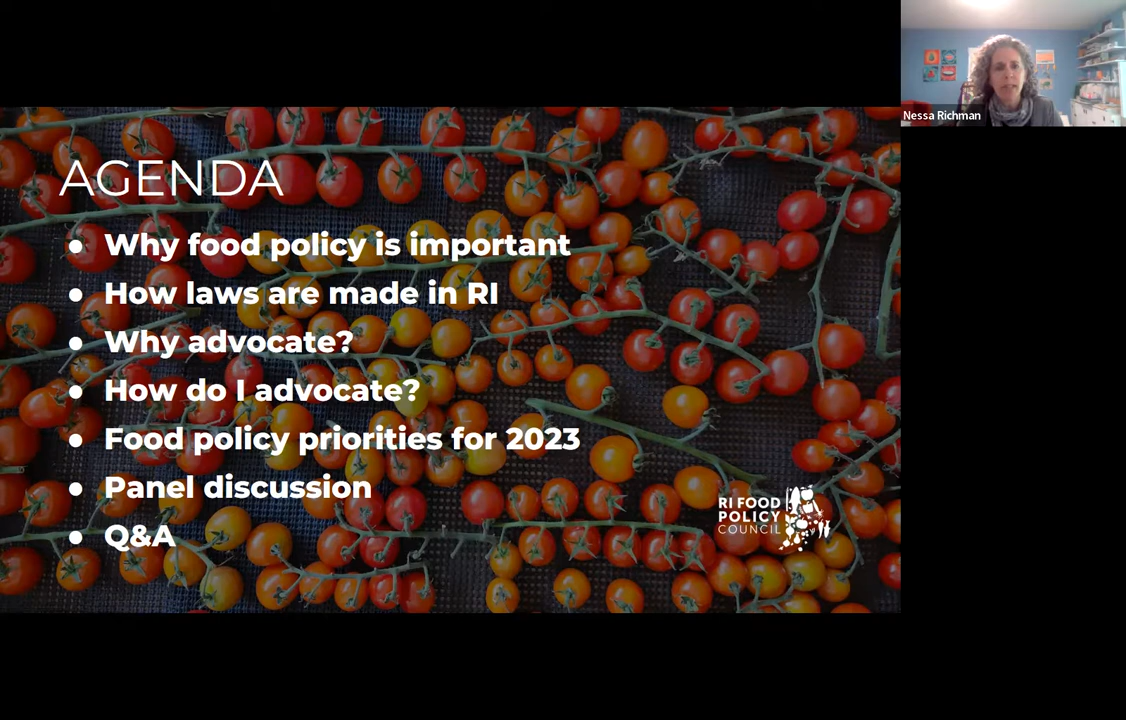 Nessa Richman
AGENDA
● Why food policy is important
● How laws are made in RI
● Why advocate?
● How do I advocate?
● Food policy priorities for 2023
● Panel discussion
● Q&A
RI FOOD
POLICY
COUNCIL